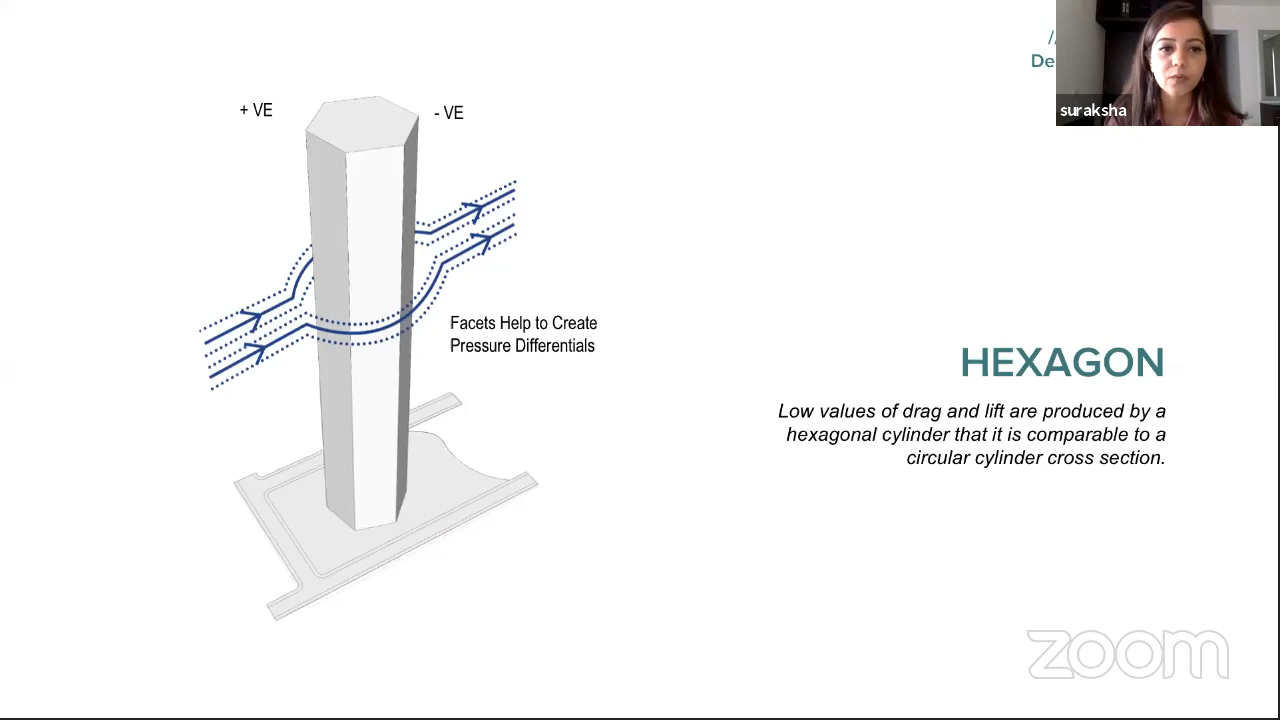 + VE
- VE
suraksha
Facets Help to Create
Pressure Differentials
HEXAGON
Low values of drag and lift are produced by a
hexagonal cylinder that it is comparable to a
circular cylinder cross section.
zoom